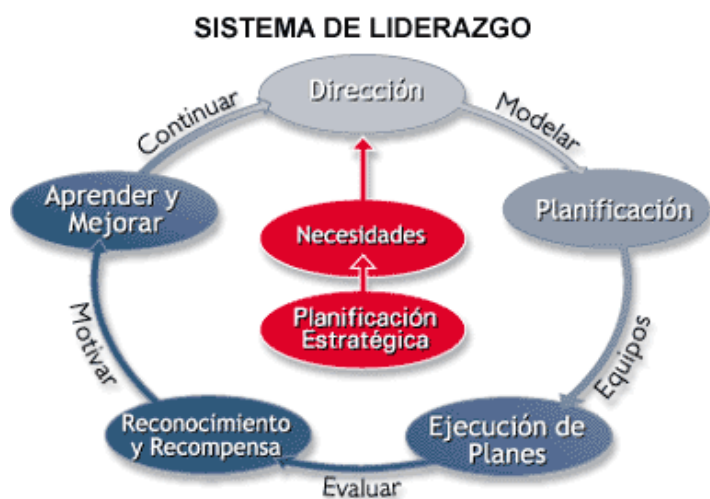 SISTEMA DE LIDERAZGO
Dirección
Modelar
Planificación
Equipos
Ejecución de
Planes
Evaluar
Reconocimiento
y Recompensa
Motivar
Aprender y
Mejorar
Continuar
Necesidades
Planificación
Estratégica